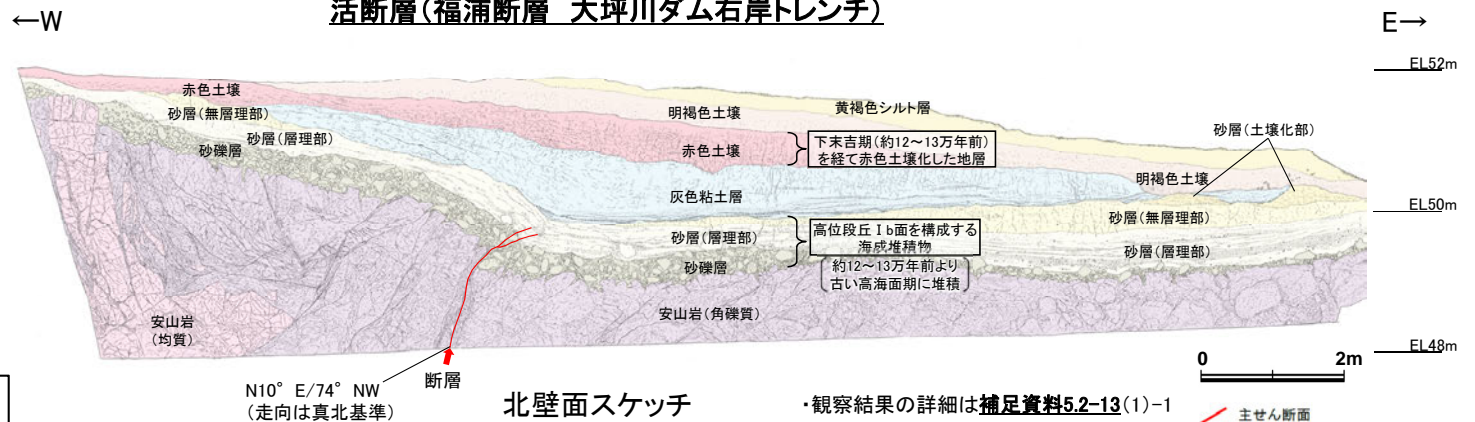 活断層(福浦断層 大坪川ダム右岸トレンチ)
←W
E→
EL52m
赤色土壌
砂層(無層理部)
砂層(層理部)
砂礫層
明褐色土壌
黄褐色シルト層
砂層(土壌化部)
赤色土壌
下末吉期(約12～13万年前)
を経て赤色土壌化した地層
明褐色土壌
灰色粘土層
EL50m
砂層(無層理部)
砂層(層理部)
高位段丘Ⅰb面を構成する
海成堆積物
砂層(層理部)
砂礫層
約12～13万年前より
古い高海面期に堆積
安山岩
(均質)
安山岩(角礫質)
EL48m
0 2m
断層
N10° E/74° NW
(走向は真北基準)
北壁面スケッチ
・観察結果の詳細は補足資料5.2-13(1)-1
主せん断面